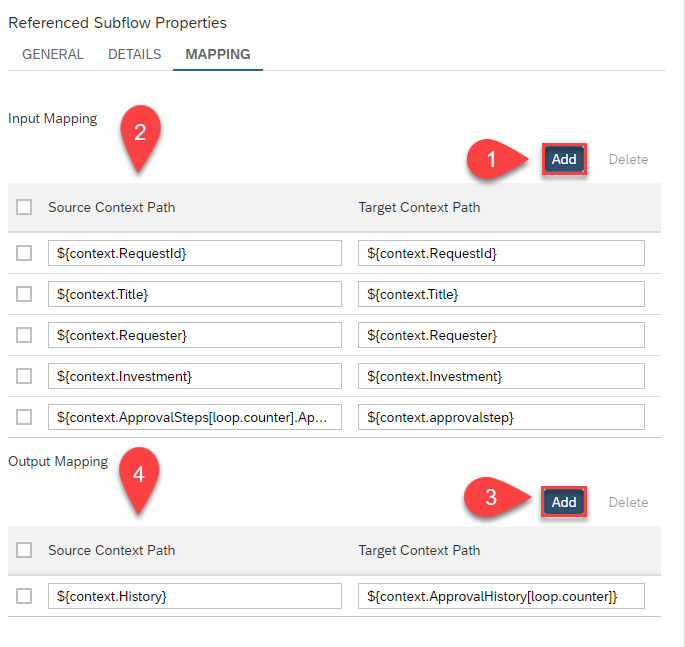 Referenced Subflow Properties
GENERAL DETAILS MAPPING
Input Mapping
2
1
Add Delete
Source Context Path Target Context Path
${context.RequestId} ${context.RequestId}
${context.Title} ${context.Title}
${context.Requester} ${context.Requester}
${context.Investment} ${context.Investment}
${context.ApprovalSteps[loop.counter].Ap... ${context.approvalstep}
Output Mapping
4
3
Add Delete
Source Context Path Target Context Path
${context.History} ${context.ApprovalHistory[loop.counter]}